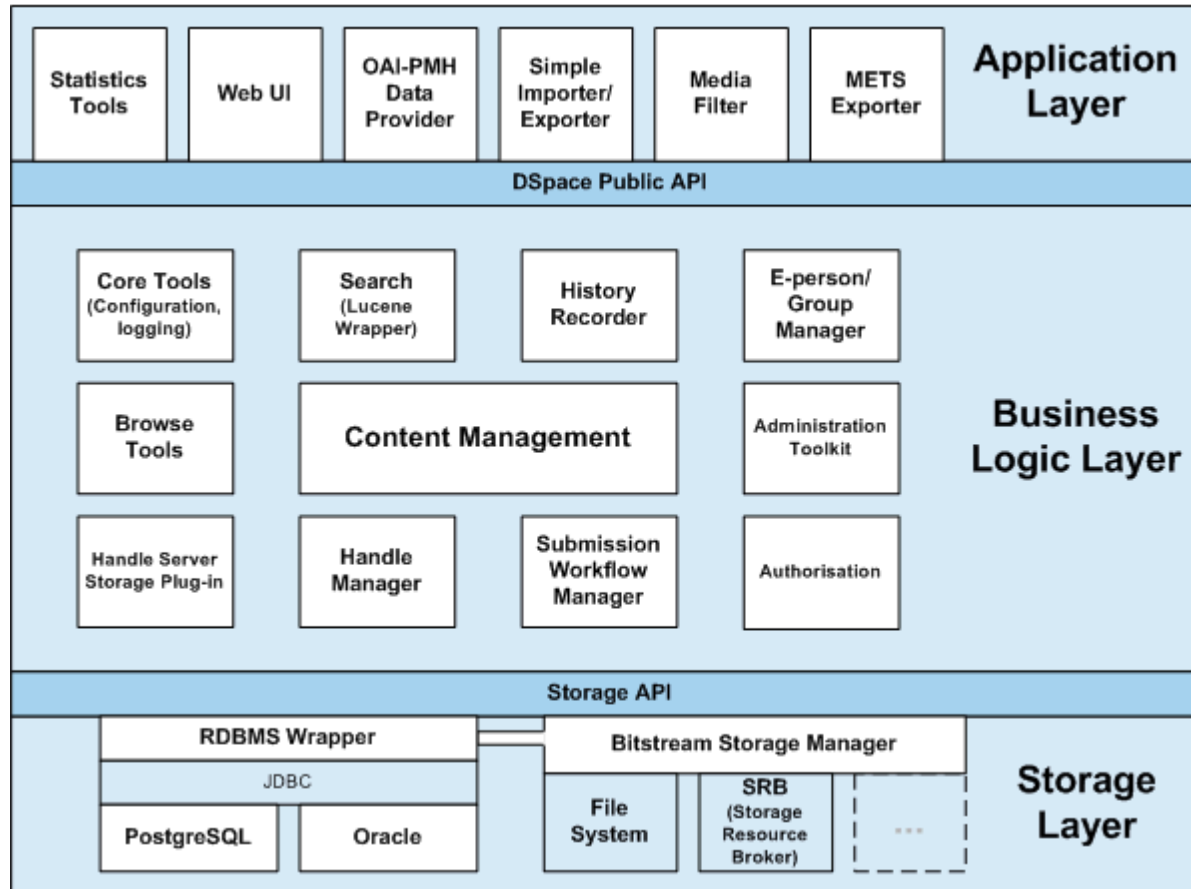 Statistics
Tools
Web UI
OAI-PMH
Data
Provider
Simple
Importer/
Exporter
Media
Filter
METS
Exporter
Application
Layer
DSpace Public API
Core Tools
(Configuration,
logging)
Search
(Lucene
Wrapper)
History
Recorder
E-person/
Group
Manager
Browse
Tools
Content Management
Administration
Toolkit
Business
Logic Layer
Handle Server
Storage Plug-in
Handle
Manager
Submission
Workflow
Manager
Authorisation
Storage API
RDBMS Wrapper
JDBC
PostgreSQL
Oracle
Bitstream Storage Manager
File
System
SRB
(Storage
Resource
Broker)
...
Storage
Layer